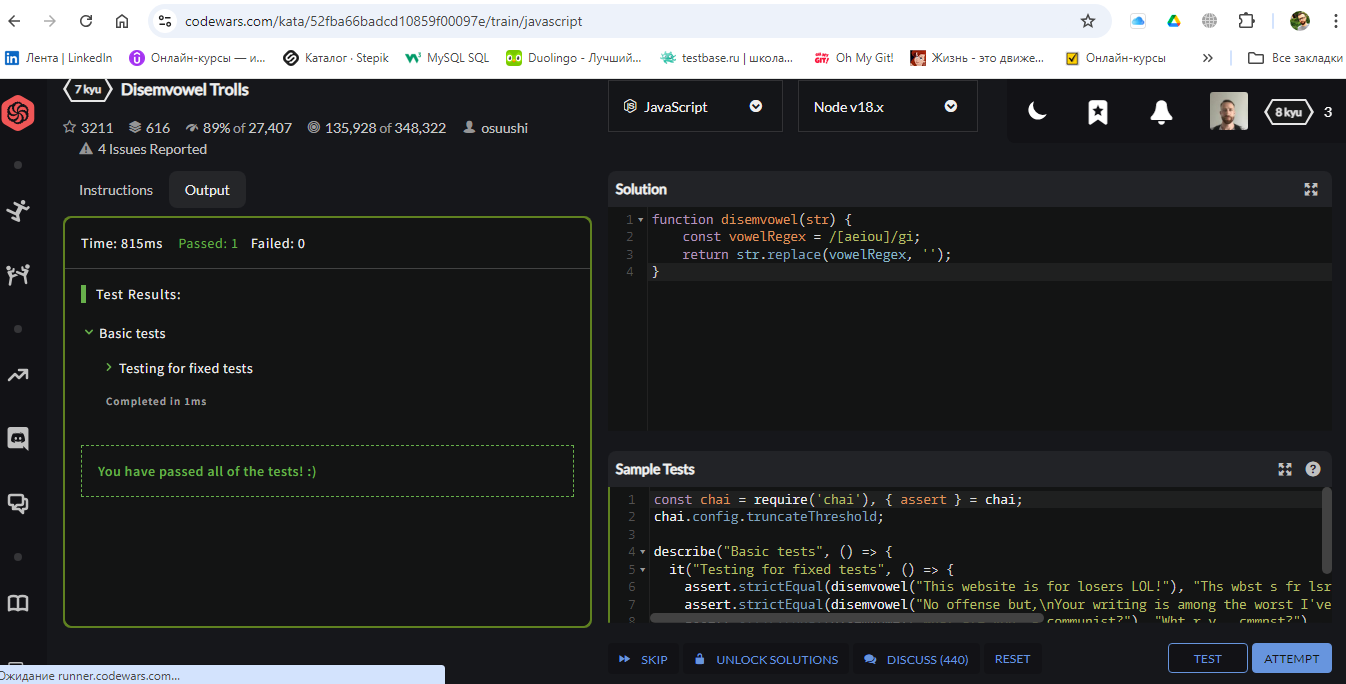 codewars.com/kata/52fba66badcd10859f00097e/train/javascript
Лента | LinkedIn
Онлайн-курсы — и...
Каталог · Stepik
MySQL SQL
Duolingo - Лучший...
testbase.ru | школа...
Oh My Git!
Жизнь - это движе...
Онлайн-курсы
Все закладки
7 kyu Disemvowel Trolls
3211 616 89% of 27,407 135,928 of 348,322 osuushi
4 Issues Reported
JavaScript
Node v18.x
8 kyu 3
Instructions Output
Time: 815ms Passed: 1 Failed: 0
Test Results:
Basic tests
Testing for fixed tests
Completed in 1ms
You have passed all of the tests! :)
Solution
1 function disemvowel(str) {
2 const vowelRegex = /[aeiou]/gi;
3 return str.replace(vowelRegex, '');
4 }
Sample Tests
1 const chai = require('chai'), { assert } = chai;
2 chai.config.truncateThreshold;
3
4 describe("Basic tests", () => {
5 it("Testing for fixed tests", () => {
6 assert.strictEqual(disemvowel("This website is for losers LOL!"), "Ths wbst s fr lsr
7 assert.strictEqual(disemvowel("No offense but,\nYour writing is among the worst I've
8 communist?"), "Wht r y, cmmnst?")
SKIP UNLOCK SOLUTIONS DISCUSS (440) RESET TEST ATTEMPT
Ожидание runner.codewars.com...